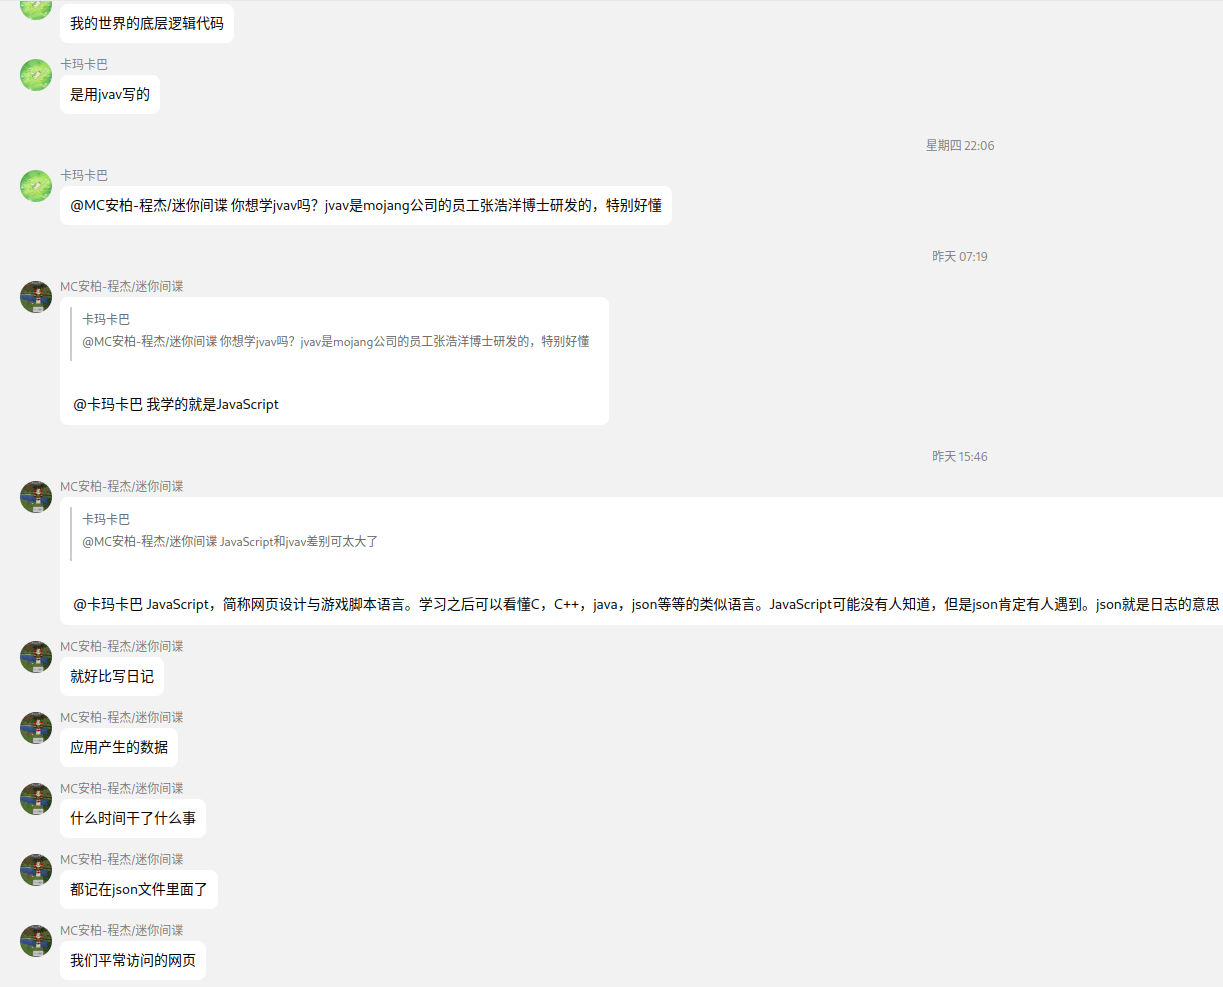 我的世界的底层逻辑代码
卡玛卡巴
是用jvav写的
星期四 22:06
卡玛卡巴
@MC安柏-程杰/迷你间谍 你想学jvav吗？jvav是mojang公司的员工张浩洋博士研发的，特别好懂
昨天 07:19
MC安柏-程杰/迷你间谍
卡玛卡巴
@MC安柏-程杰/迷你间谍 你想学jvav吗？jvav是mojang公司的员工张浩洋博士研发的，特别好懂
@卡玛卡巴 我学的就是JavaScript
昨天 15:46
MC安柏-程杰/迷你间谍
卡玛卡巴
@MC安柏-程杰/迷你间谍 JavaScript和jvav差别可太大了
@卡玛卡巴 JavaScript，简称网页设计与游戏脚本语言。学习之后可以看懂C，C++，java，json等等的类似语言。JavaScript可能没有人知道，但是json肯定有人遇到。json就是日志的意思
MC安柏-程杰/迷你间谍
就好比写日记
MC安柏-程杰/迷你间谍
应用产生的数据
MC安柏-程杰/迷你间谍
什么时间干了什么事
MC安柏-程杰/迷你间谍
都记在json文件里面了
MC安柏-程杰/迷你间谍
我们平常访问的网页